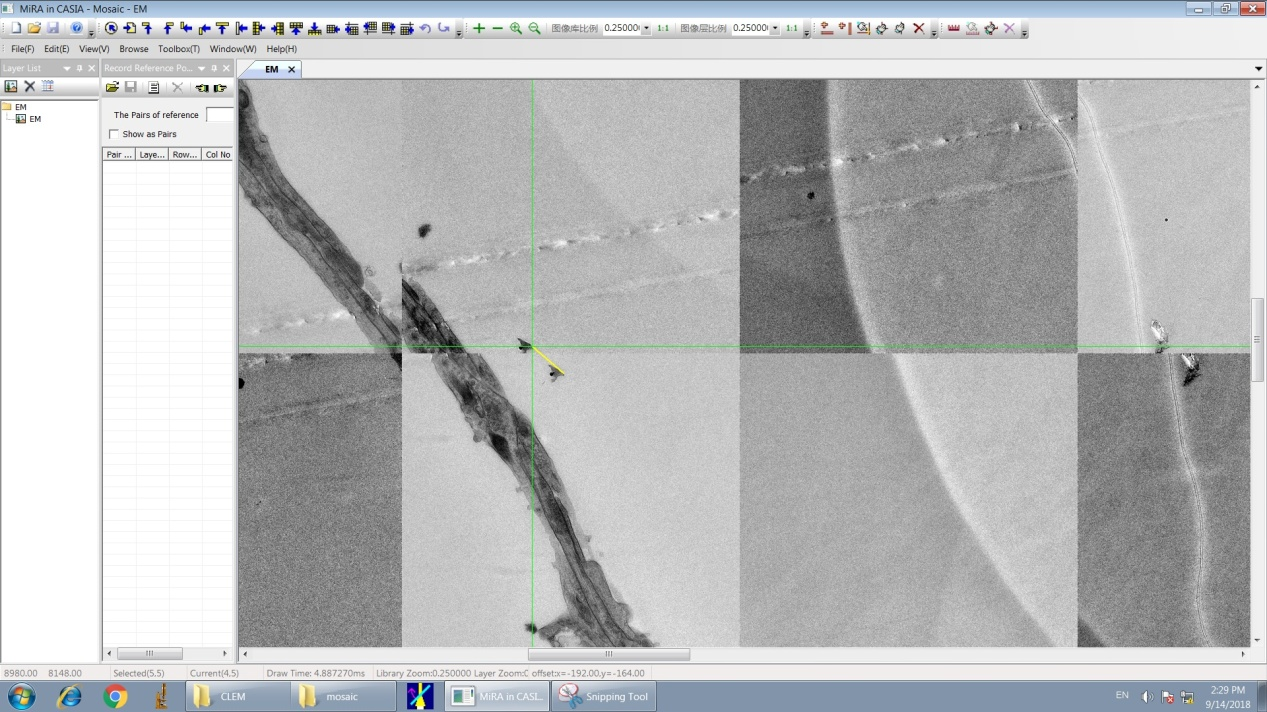 MiRA in CASIA - Mosaic - EM
图像库比例 0.25000( 1:1 图像层比例 0.25000( 1:1
File(F) Edit(E) View(V) Browse Toolbox(T) Window(W) Help(H)
Layer List
Record Reference Po...
EM
EM
EM
The Pairs of reference
Show as Pairs
Pair ... Laye... Row... Col No
8980.00 8148.00 Selected(5,5) Current(4,5) Draw Time: 4.887270ms Library Zoom:0.250000 Layer Zoom:0 offset:x=-192.00,y=-164.00
CLEM mosaic MiRA in CASI... Snipping Tool EN 2:29 PM
9/14/2018